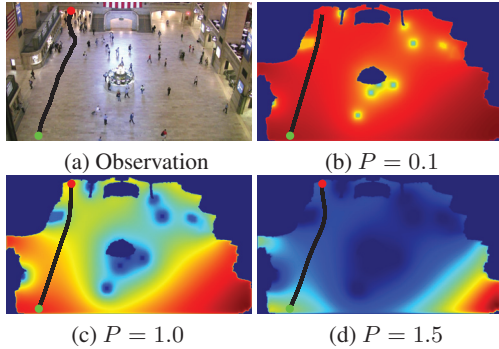 (a) Observation
(b) P = 0.1
(c) P = 1.0
(d) P = 1.5